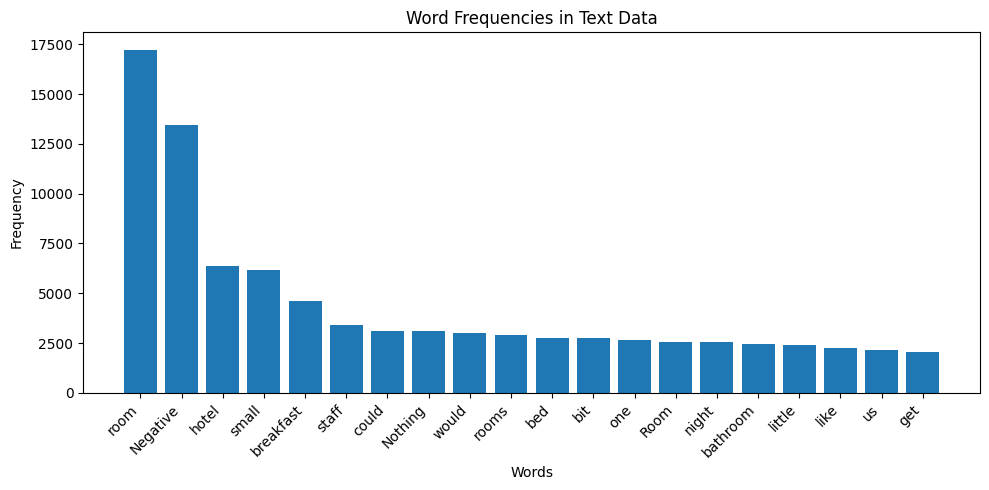 Word Frequencies in Text Data
17500
15000
12500
10000
7500
5000
2500
0
Frequency
room
Negative
hotel
small
breakfast
staff
could
Nothing
would
rooms
bed
bit
one
Room
night
bathroom
little
like
us
get
Words